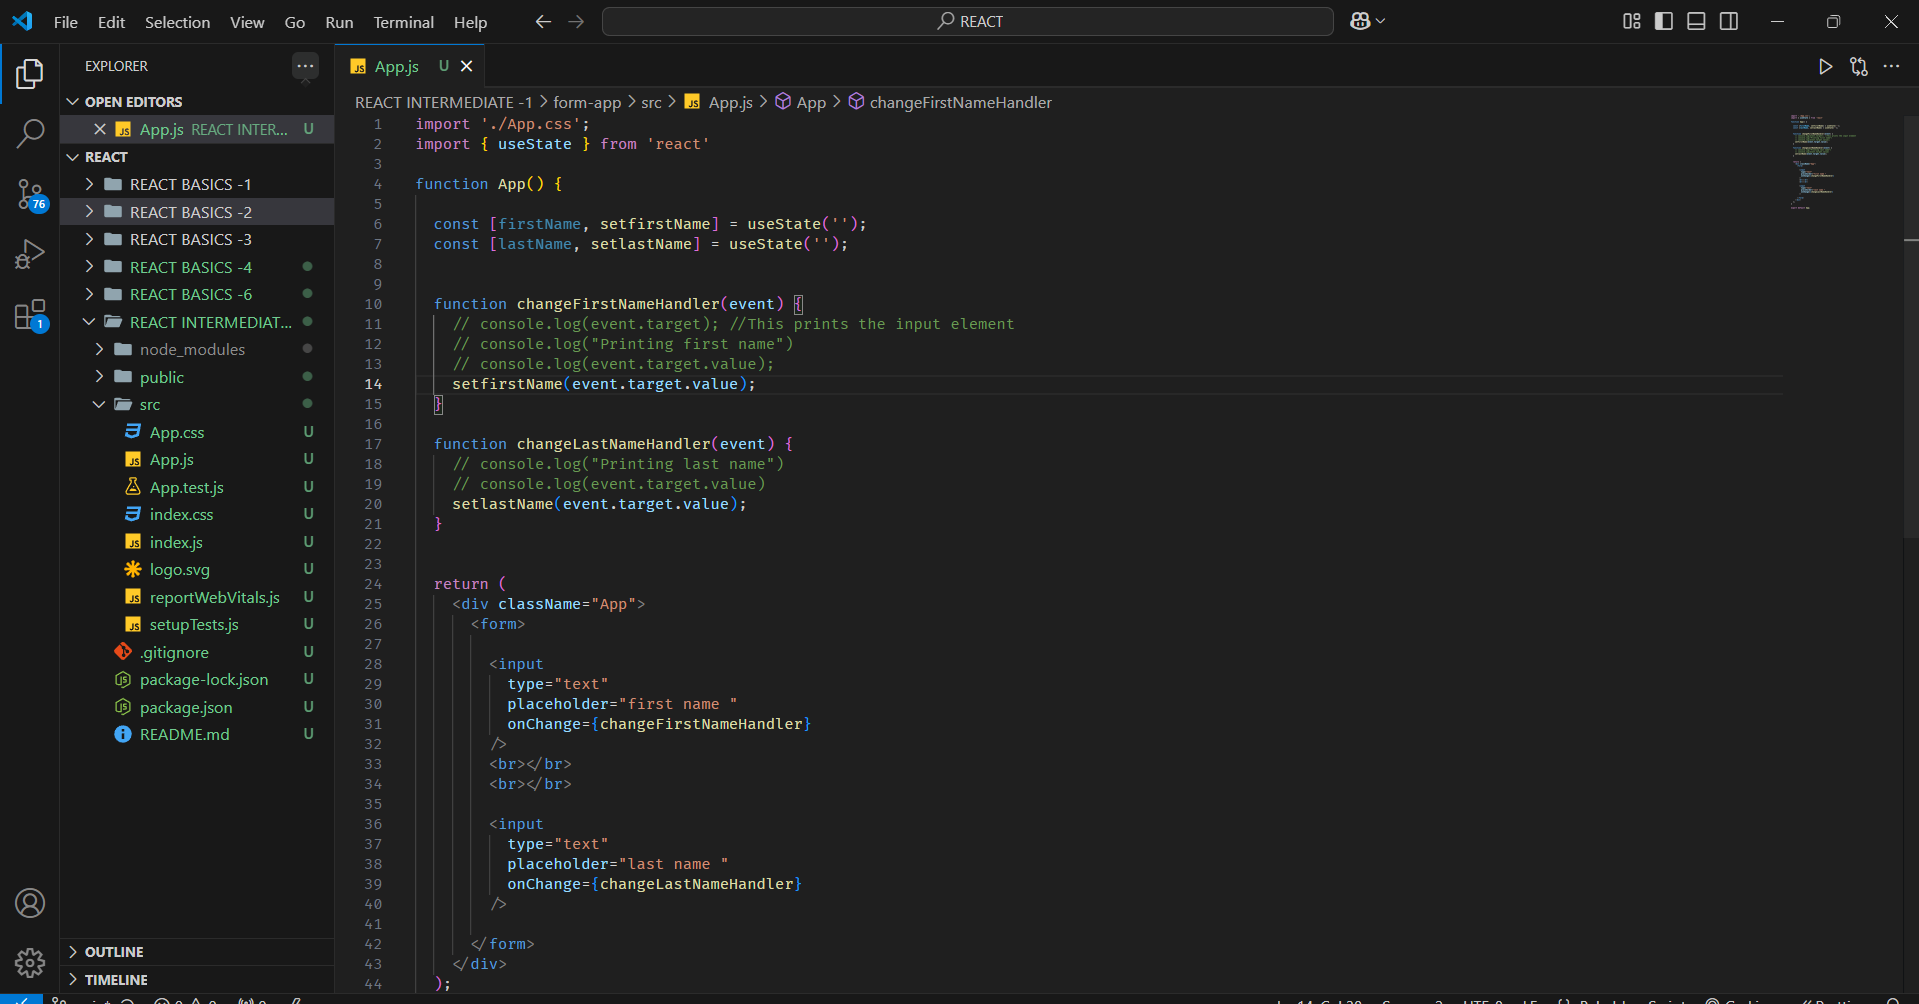 File Edit Selection View Go Run Terminal Help
REACT
EXPLORER
OPEN EDITORS
App.js REACT INTER... U
REACT
REACT BASICS -1
REACT BASICS -2
REACT BASICS -3
REACT BASICS -4
REACT BASICS -6
REACT INTERMEDIAT...
node_modules
public
src
App.css U
App.js U
App.test.js U
index.css U
index.js U
logo.svg U
reportWebVitals.js U
setupTests.js U
.gitignore U
package-lock.json U
package.json U
README.md U
OUTLINE
TIMELINE
76
1
App.js U
REACT INTERMEDIATE -1 > form-app > src > App.js > App > changeFirstNameHandler
1 import './App.css';
2 import { useState } from 'react'
3
4 function App() {
5
6 const [firstName, setfirstName] = useState('');
7 const [lastName, setlastName] = useState('');
8
9
10 function changeFirstNameHandler(event) {
11 // console.log(event.target); //This prints the input element
12 // console.log("Printing first name")
13 // console.log(event.target.value);
14 setfirstName(event.target.value);
15 }
16
17 function changeLastNameHandler(event) {
18 // console.log("Printing last name")
19 // console.log(event.target.value)
20 setlastName(event.target.value);
21 }
22
23
24 return (
25 <div className="App">
26 <form>
27
28 <input
29 type="text"
30 placeholder="first name "
31 onChange={changeFirstNameHandler}
32 />
33 <br></br>
34 <br></br>
35
36 <input
37 type="text"
38 placeholder="last name "
39 onChange={changeLastNameHandler}
40 />
41
42 </form>
43 </div>
44 );